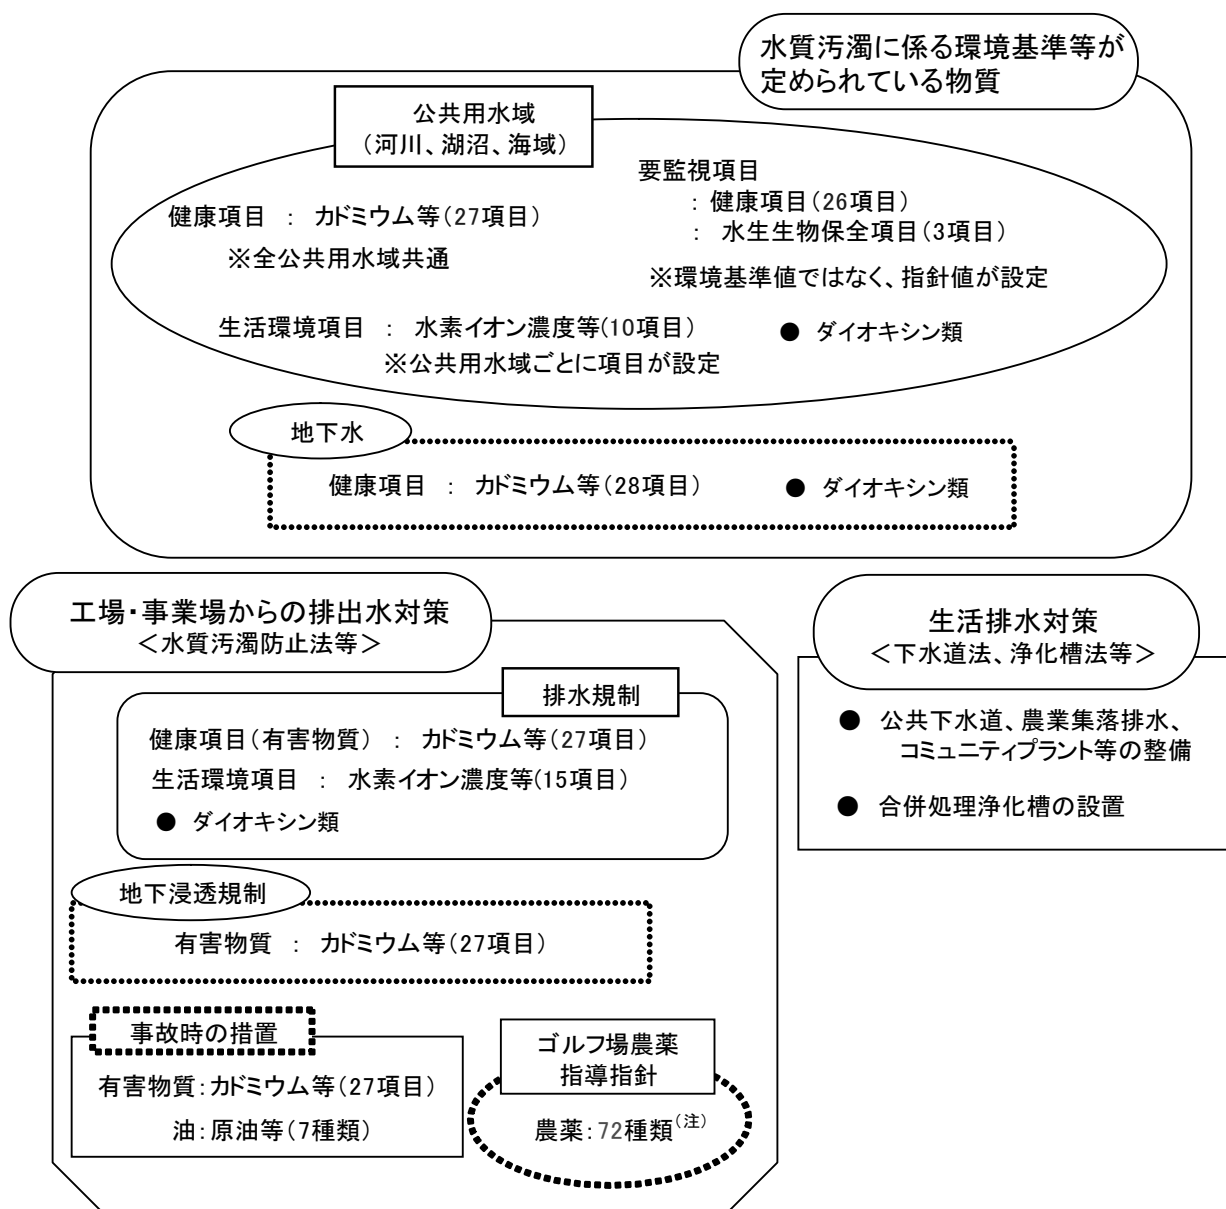 水質汚濁に係る環境基準等が
定められている物質
公共用水域
（河川、湖沼、海域）
要監視項目
：健康項目（26項目）
： 水生生物保全項目（3項目）
※環境基準値ではなく、指針値が設定
健康項目 ： カドミウム等（27項目）
※全公共用水域共通
生活環境項目 ： 水素イオン濃度等（10項目）
※公共用水域ごとに項目が設定
● ダイオキシン類
地下水
健康項目 ： カドミウム等（28項目） ● ダイオキシン類
工場・事業場からの排出水対策
＜水質汚濁防止法等＞
排水規制
健康項目（有害物質） ： カドミウム等（27項目）
生活環境項目 ： 水素イオン濃度等（15項目）
● ダイオキシン類
地下浸透規制
有害物質 ： カドミウム等（27項目）
事故時の措置
有害物質：カドミウム等（27項目）
油：原油等（7種類）
ゴルフ場農薬
指導指針
農薬：72種類（注）
生活排水対策
＜下水道法、浄化槽法等＞
● 公共下水道、農業集落排水、
コミュニティプラント等の整備
● 合併処理浄化槽の設置